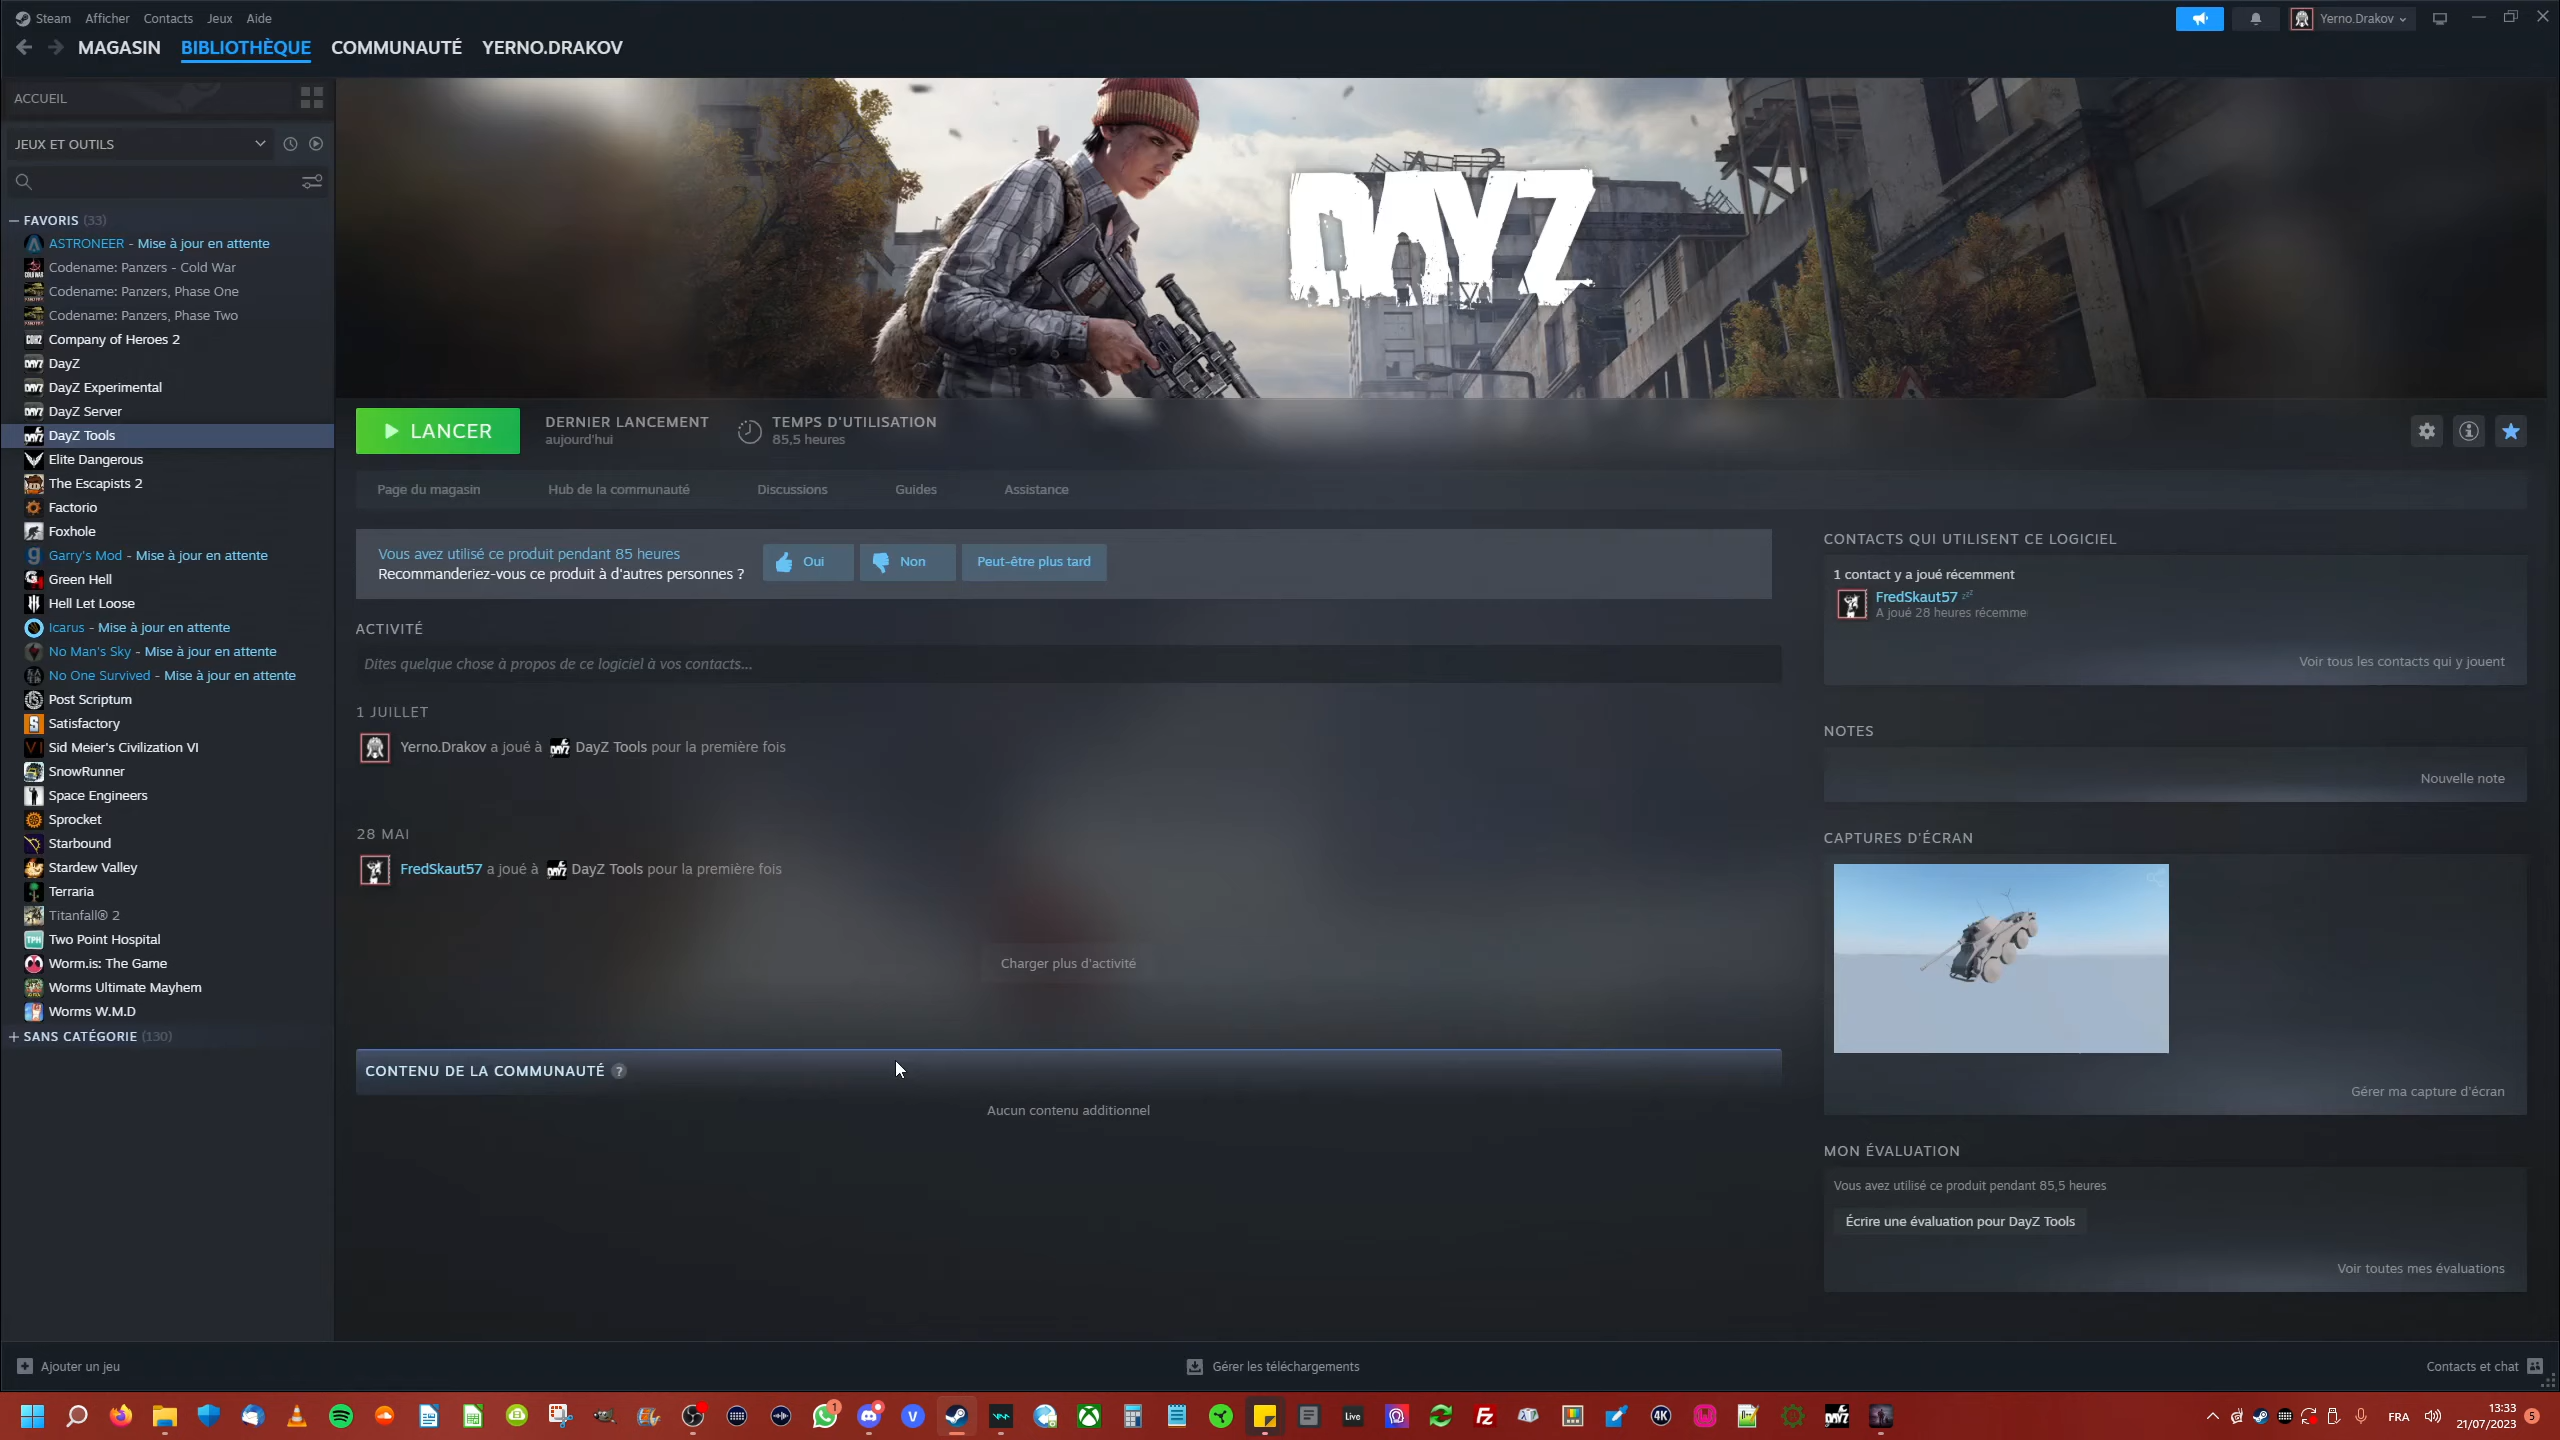 Steam Afficher Contacts Jeux Aide
Yerno.Drakov
MAGASIN BIBLIOTHÈQUE COMMUNAUTÉ YERNO.DRAKOV
ACCUEIL
JEUX ET OUTILS
FAVORIS (33)
ASTRONEER - Mise à jour en attente
Codename: Panzers - Cold War
Codename: Panzers, Phase One
Codename: Panzers, Phase Two
Company of Heroes 2
DayZ
DayZ Experimental
DayZ Server
DayZ Tools
Elite Dangerous
The Escapists 2
Factorio
Foxhole
Garry's Mod - Mise à jour en attente
Green Hell
Hell Let Loose
Icarus - Mise à jour en attente
No Man's Sky - Mise à jour en attente
No One Survived - Mise à jour en attente
Post Scriptum
Satisfactory
Sid Meier's Civilization VI
SnowRunner
Space Engineers
Sprocket
Starbound
Stardew Valley
Terraria
Titanfall® 2
Two Point Hospital
Worm.is: The Game
Worms Ultimate Mayhem
Worms W.M.D
SANS CATÉGORIE (130)
DAYZ
LANCER
DERNIER LANCEMENT
aujourd'hui
TEMPS D'UTILISATION
85,5 heures
Page du magasin Hub de la communauté Discussions Guides Assistance
Vous avez utilisé ce produit pendant 85 heures
Recommanderiez-vous ce produit à d'autres personnes ?
Oui Non Peut-être plus tard
ACTIVITÉ
Dites quelque chose à propos de ce logiciel à vos contacts...
1 JUILLET
Yerno.Drakov a joué à DayZ Tools pour la première fois
28 MAI
FredSkaut57 a joué à DayZ Tools pour la première fois
Charger plus d'activité
CONTENU DE LA COMMUNAUTÉ ?
Aucun contenu additionnel
CONTACTS QUI UTILISENT CE LOGICIEL
1 contact y a joué récemment
FredSkaut57 zzz
A joué 28 heures récemme
Voir tous les contacts qui y jouent
NOTES
Nouvelle note
CAPTURES D'ÉCRAN
Gérer ma capture d'écran
MON ÉVALUATION
Vous avez utilisé ce produit pendant 85,5 heures
Écrire une évaluation pour DayZ Tools
Voir toutes mes évaluations
Ajouter un jeu
Gérer les téléchargements
Contacts et chat
1
Live
4K
FRA
13:33
21/07/2023
5